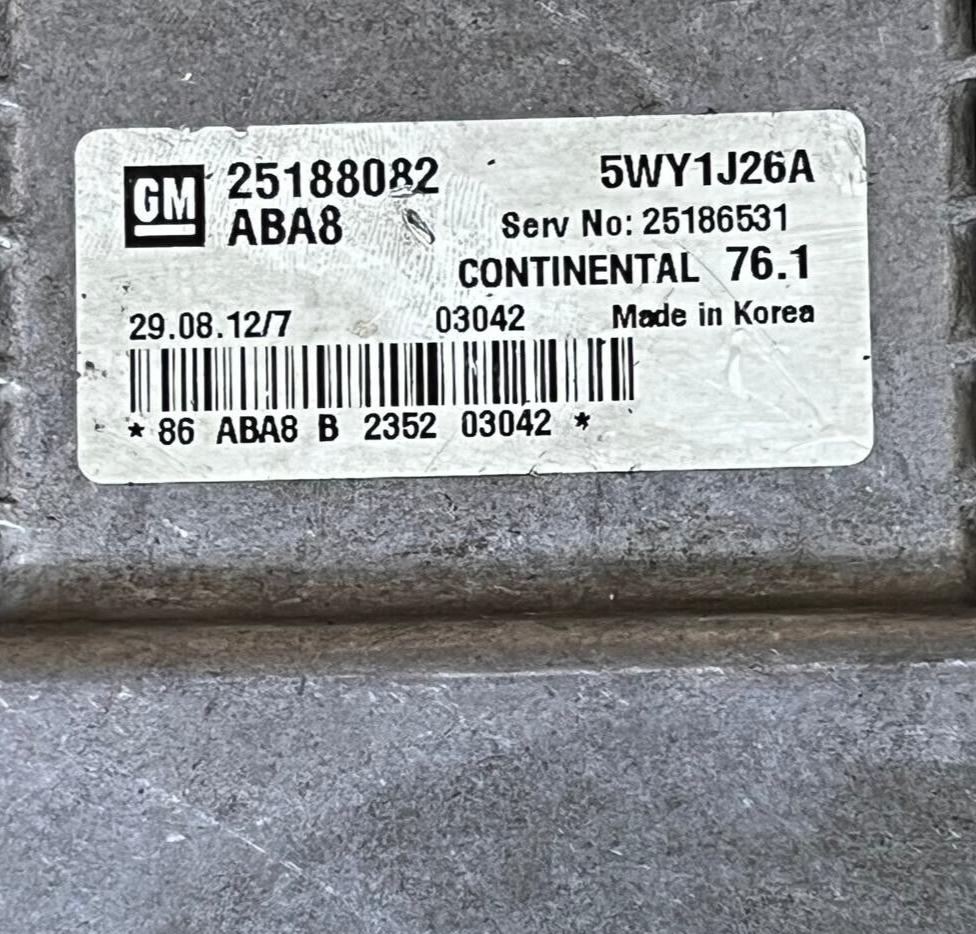 GM 25188082 5WY1J26A
ABA8 Serv No: 25186531
CONTINENTAL 76.1
29.08.12/7 03042 Made in Korea
* 86 ABA8 B 2352 03042 *